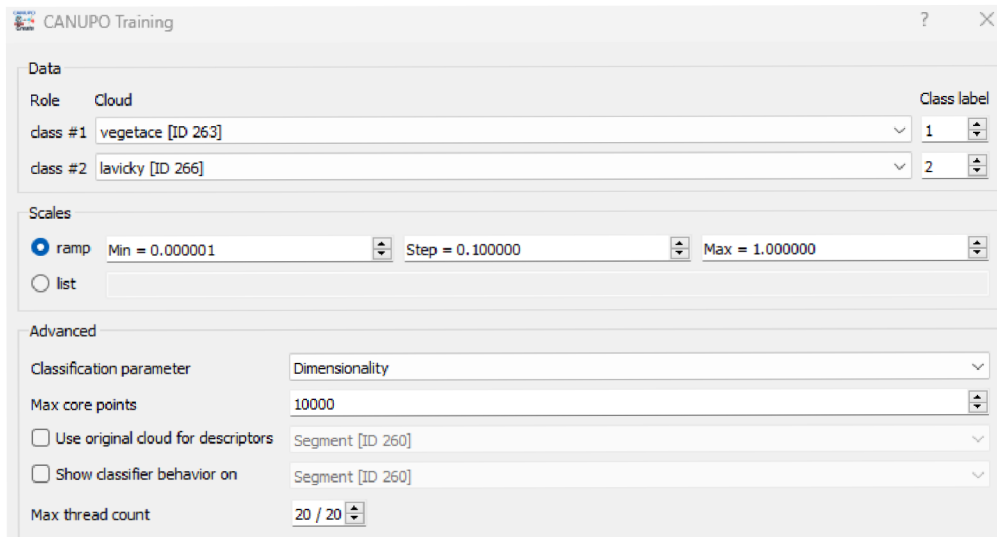 CANUPO Training ?
Data
Role Cloud Class label
class #1 vegetace [ID 263] 1
class #2 lavicky [ID 266] 2
Scales
ramp Min = 0.000001 Step = 0.100000 Max = 1.000000
list
Advanced
Classification parameter Dimensionality
Max core points 10000
Use original cloud for descriptors Segment [ID 260]
Show classifier behavior on Segment [ID 260]
Max thread count 20 / 20